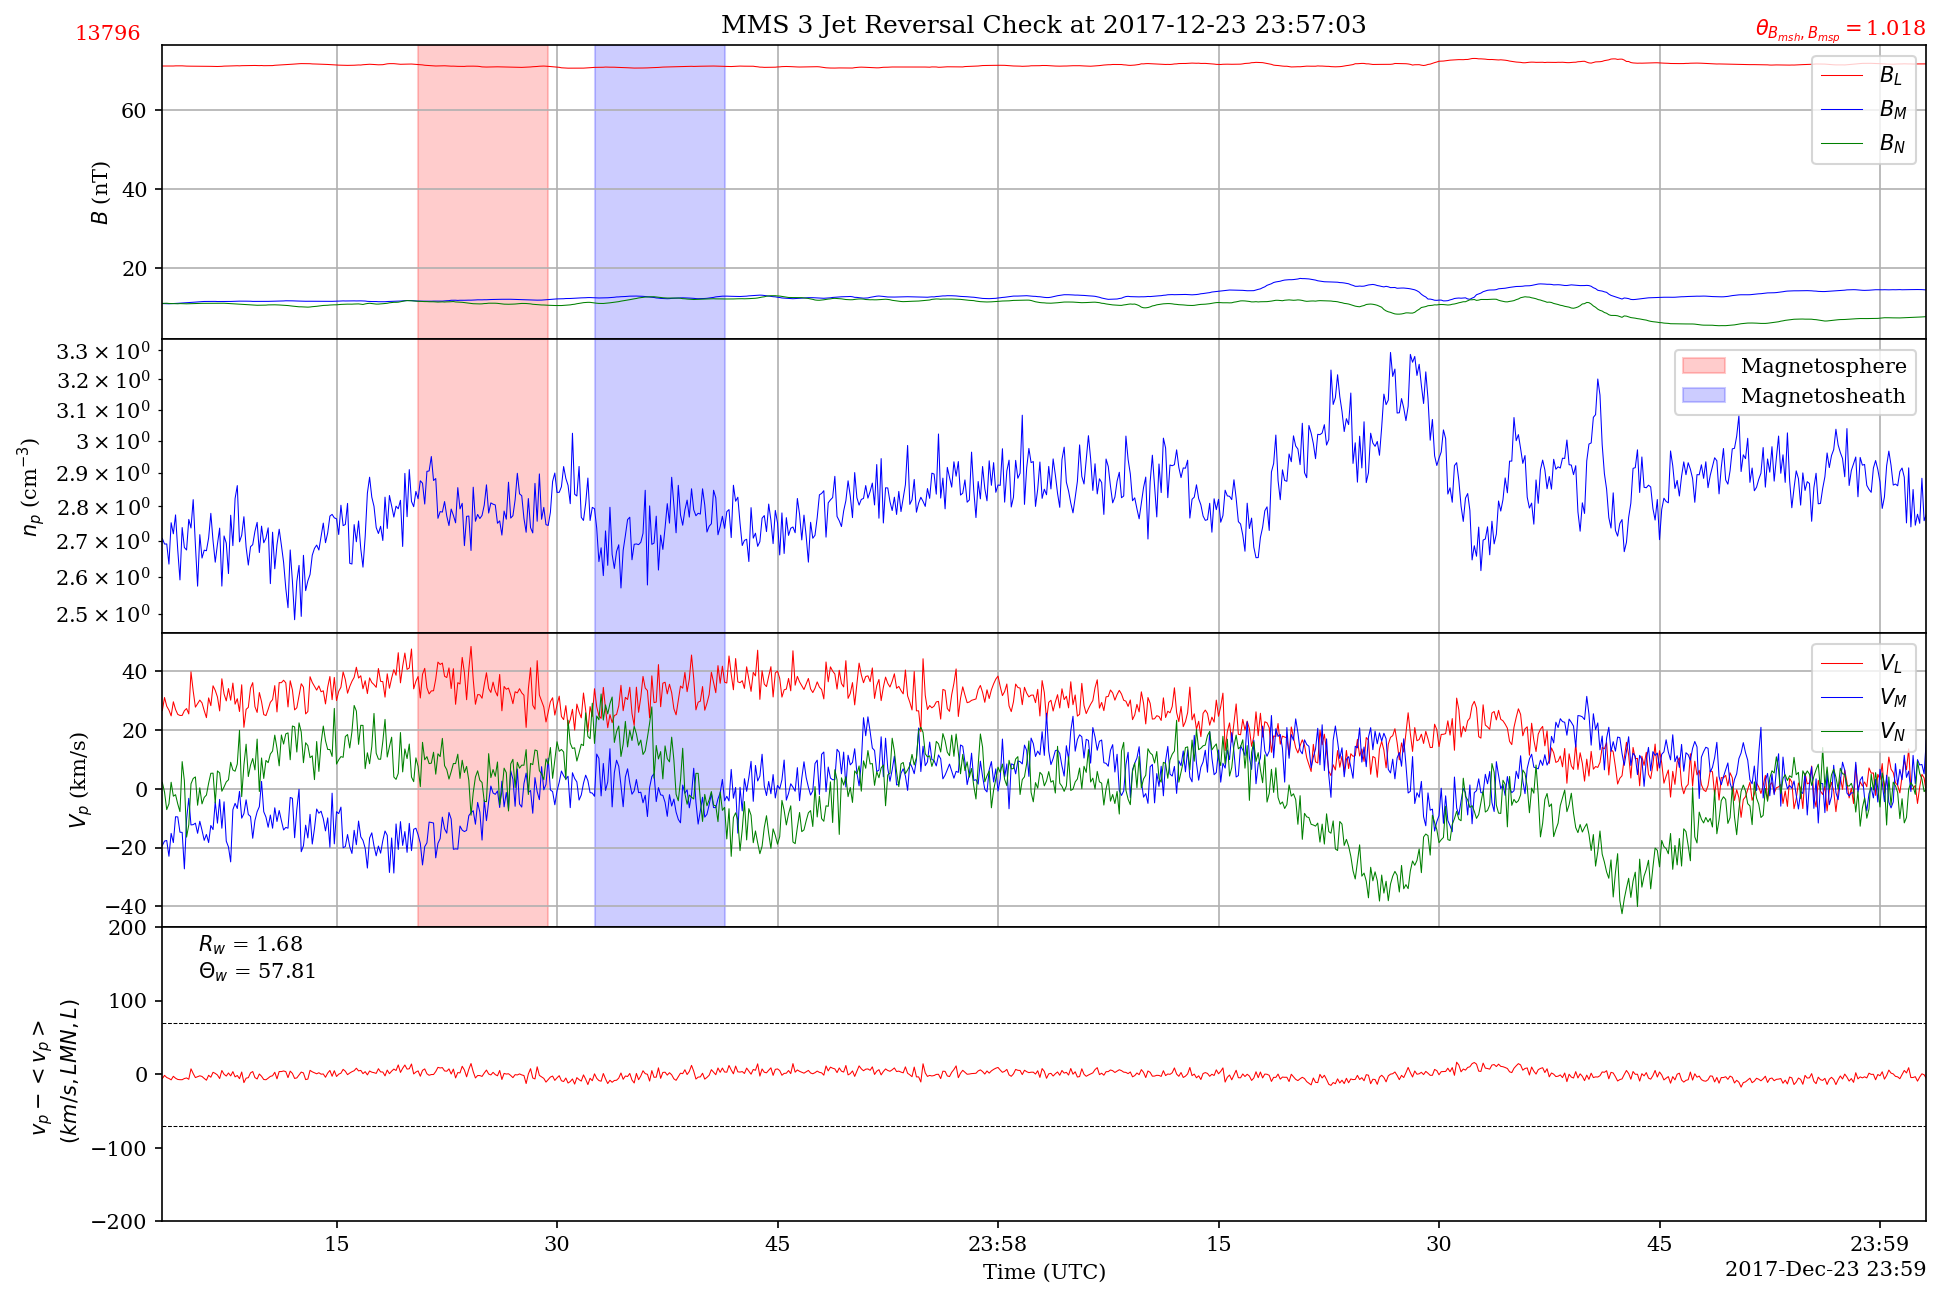 13796
MMS 3 Jet Reversal Check at 2017-12-23 23:57:03
θ_{B_{msh}, B_{msp}} = 1.018
B (nT)
60
40
20
B_L
B_M
B_N
n_p (cm^{-3})
3.3 × 10^0
3.2 × 10^0
3.1 × 10^0
3 × 10^0
2.9 × 10^0
2.8 × 10^0
2.7 × 10^0
2.6 × 10^0
2.5 × 10^0
Magnetosphere
Magnetosheath
V_p (km/s)
40
20
0
−20
−40
V_L
V_M
V_N
v_p − < v_p >
(km/s, LMN, L)
200
100
0
−100
−200
R_w = 1.68
Θ_w = 57.81
15
30
45
23:58
15
30
45
23:59
Time (UTC)
2017-Dec-23 23:59